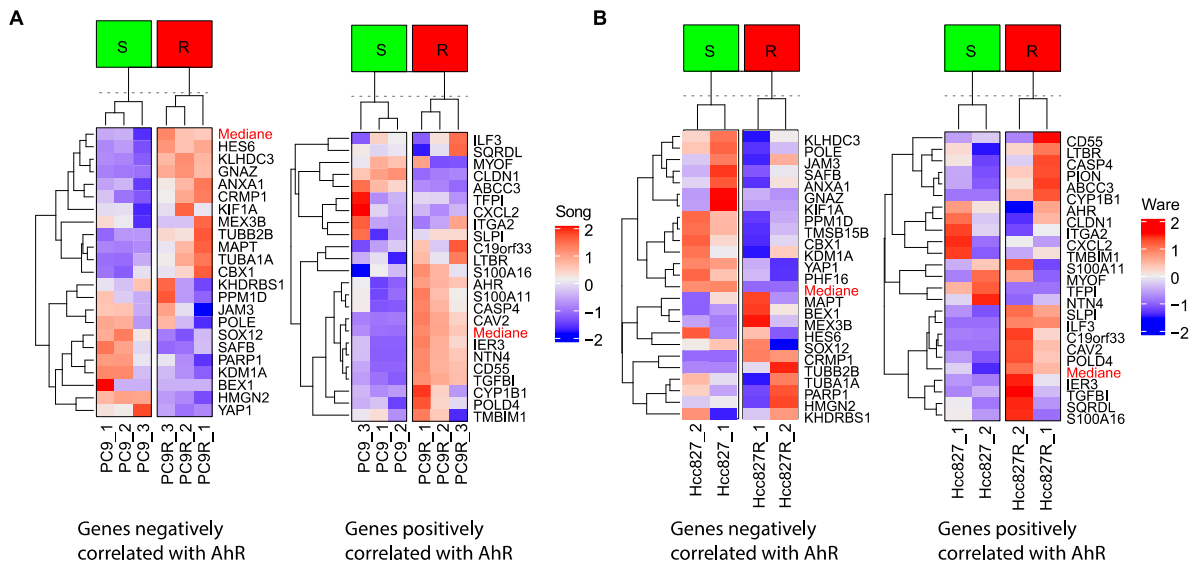 A
S
R
Mediane
HES6
KLHDC3
GNAZ
ANXA1
CRMP1
KIF1A
MEX3B
TUBB2B
MAPT
TUBA1A
CBX1
KHDRBS1
PPM1D
JAM3
POLE
SOX12
SAFB
PARP1
KDM1A
BEX1
HMGN2
YAP1
PC9_1
PC9_2
PC9_3
PC9R_3
PC9R_2
PC9R_1
Genes negatively
correlated with AhR
S
R
ILF3
SQRDL
MYOF
CLDN1
ABCC3
TFPI
CXCL2
ITGA2
SLPI
C19orf33
LTBR
S100A16
AHR
S100A11
CASP4
CAV2
Mediane
IER3
NTN4
CD55
TGFBI
CYP1B1
POLD4
TMBIM1
PC9_3
PC9_1
PC9_2
PC9R_1
PC9R_2
PC9R_3
Genes positively
correlated with AhR
Song
2
1
0
−1
−2
B
S
R
KLHDC3
POLE
JAM3
SAFB
ANXA1
GNAZ
KIF1A
PPM1D
TMSB15B
CBX1
KDM1A
YAP1
PHF16
Mediane
MAPT
BEX1
MEX3B
HES6
SOX12
CRMP1
TUBB2B
TUBA1A
PARP1
HMGN2
KHDRBS1
Hcc827_2
Hcc827_1
Hcc827R_1
Hcc827R_2
Genes negatively
correlated with AhR
S
R
CD55
LTBR
CASP4
PION
ABCC3
CYP1B1
AHR
CLDN1
ITGA2
CXCL2
TMBIM1
S100A11
MYOF
TFPI
NTN4
SLPI
ILF3
C19orf33
CAV2
POLD4
Mediane
IER3
TGFBI
SQRDL
S100A16
Hcc827_1
Hcc827_2
Hcc827R_2
Hcc827R_1
Genes positively
correlated with AhR
Ware
2
1
0
−1
−2